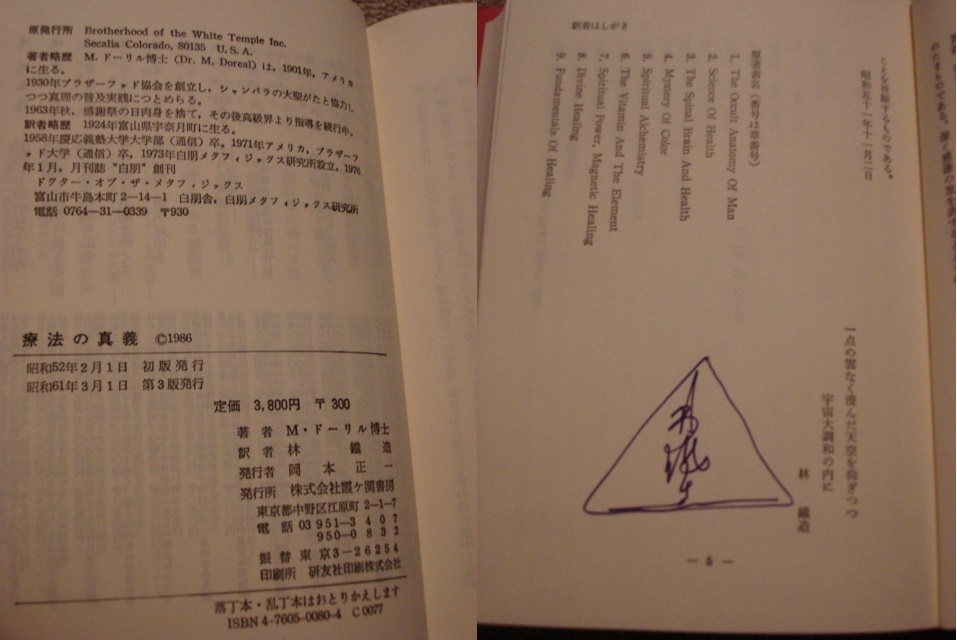 原発行所 Brotherhood of the White Temple Inc.
Secalia Colorado, 80135 U.S.A.
著者略歴 M.ドーリル博士 (Dr. M. Doreal) は，1901年，アメリカ
に生る。
1930年ブラザーフッド協会を創立し，シャンバラの大聖がたと協力し
つつ真理の普及実践につとめらる。
1963年秋，感謝祭の日肉身を捨て，その後高級界より指導を続行中。
訳者略歴 1924年富山県宇奈月町に生る。
1958年慶応義塾大学大学部（通信）卒，1971年アメリカ，ブラザーフ
ッド大学（通信）卒，1973年白朋メタフィジックス研究所設立，1976
年1月，月刊誌“白朋”創刊
ドクター・オブ・ザ・メタフィジックス
富山市牛島本町2―14―1 白朋舎，白朋メタフィジックス研究所
電話 0764―31―0339 〒930
療法の真義 ©1986
昭和52年2月1日 初版発行
昭和61年3月1日 第3版発行
定価 3,800円 〒300
著者 M・ドーリル博士
訳者 林 鐵造
発行者 岡本正一
発行所 株式会社霞ケ関書房
東京都中野区江原町2―1―7
電話 03 951―3407
950―0832
振替東京3―26254
印刷所 研友社印刷株式会社
落丁本・乱丁本はおとりかえします
ISBN 4-7605-0080-4 C0077
訳者はしがき
昭和五十一年十一月二二日
1. The Occult Anatomy Of Man
2. Science Of Health
3. The Spinal Brain And Health
4. Mystery Of Color
5. Spiritual Alchemistry
6. The Vitamin And The Element
7. Spiritual Power, Magnetic Healing
8. Divine Healing
9. Fundamentals Of Healing
一点の雲なく澄んだ天空を仰ぎつつ
宇宙大調和の内に
林 鐵造